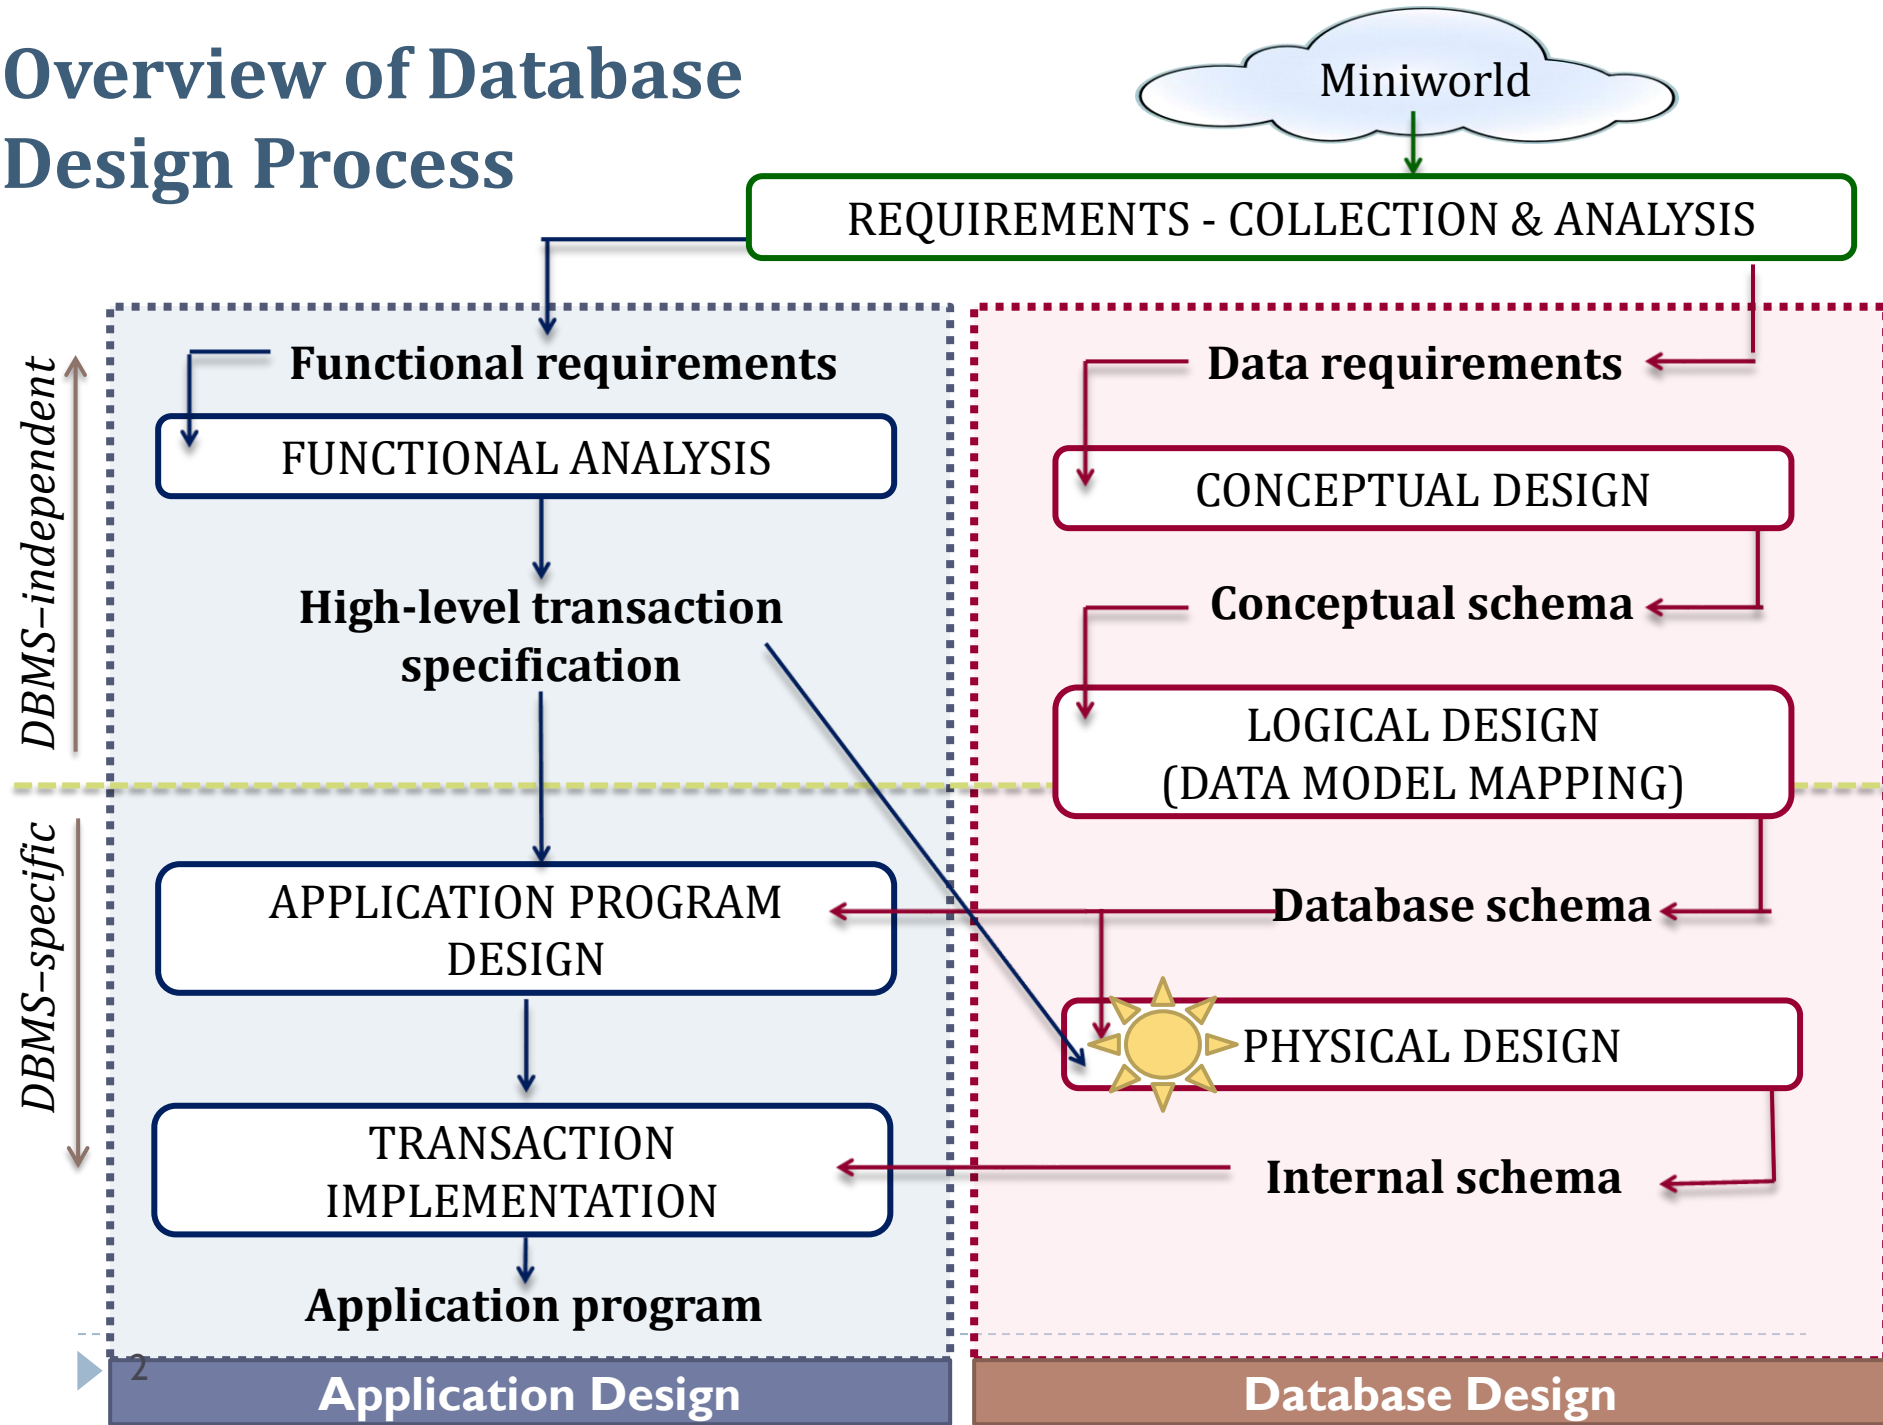 Overview of Database
Design Process
Miniworld
REQUIREMENTS - COLLECTION & ANALYSIS
DBMS–independent
Functional requirements
FUNCTIONAL ANALYSIS
High-level transaction
specification
Data requirements
CONCEPTUAL DESIGN
Conceptual schema
LOGICAL DESIGN
(DATA MODEL MAPPING)
DBMS–specific
APPLICATION PROGRAM
DESIGN
TRANSACTION
IMPLEMENTATION
Application program
Database schema
PHYSICAL DESIGN
Internal schema
2
Application Design
Database Design